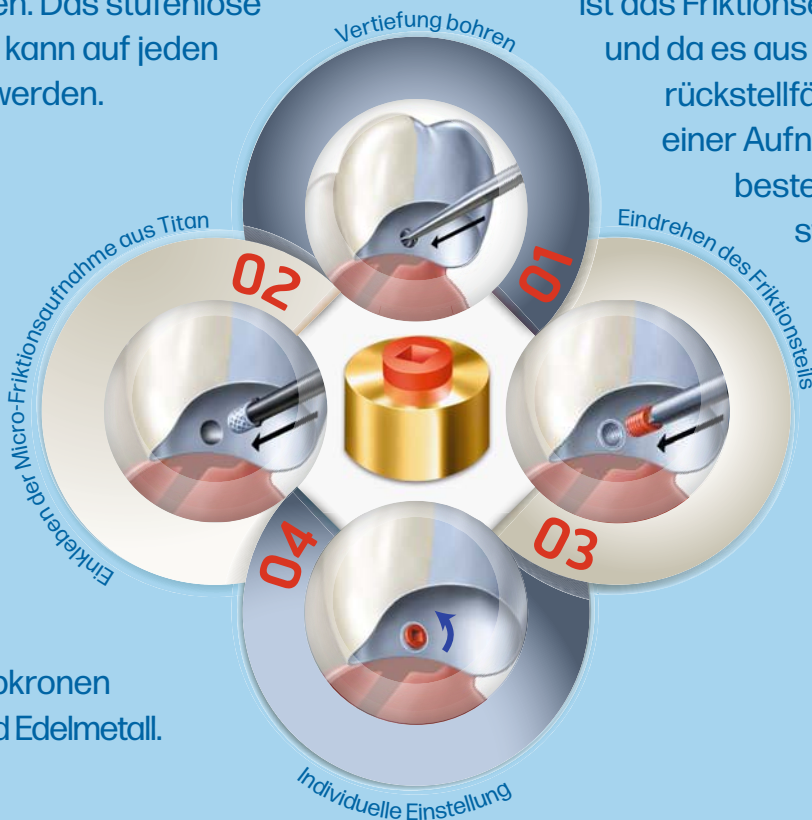 en. Das stufenlose
kann auf jeden
werden.
ist das Friktionse
und da es aus
rückstellfä
einer Aufn
beste
s
Vertiefung bohren
01
Einkleben der Micro-Friktionsaufnahme aus Titan
02
Eindrehen des Friktionsteils
03
04
Individuelle Einstellung
okronen
d Edelmetall.